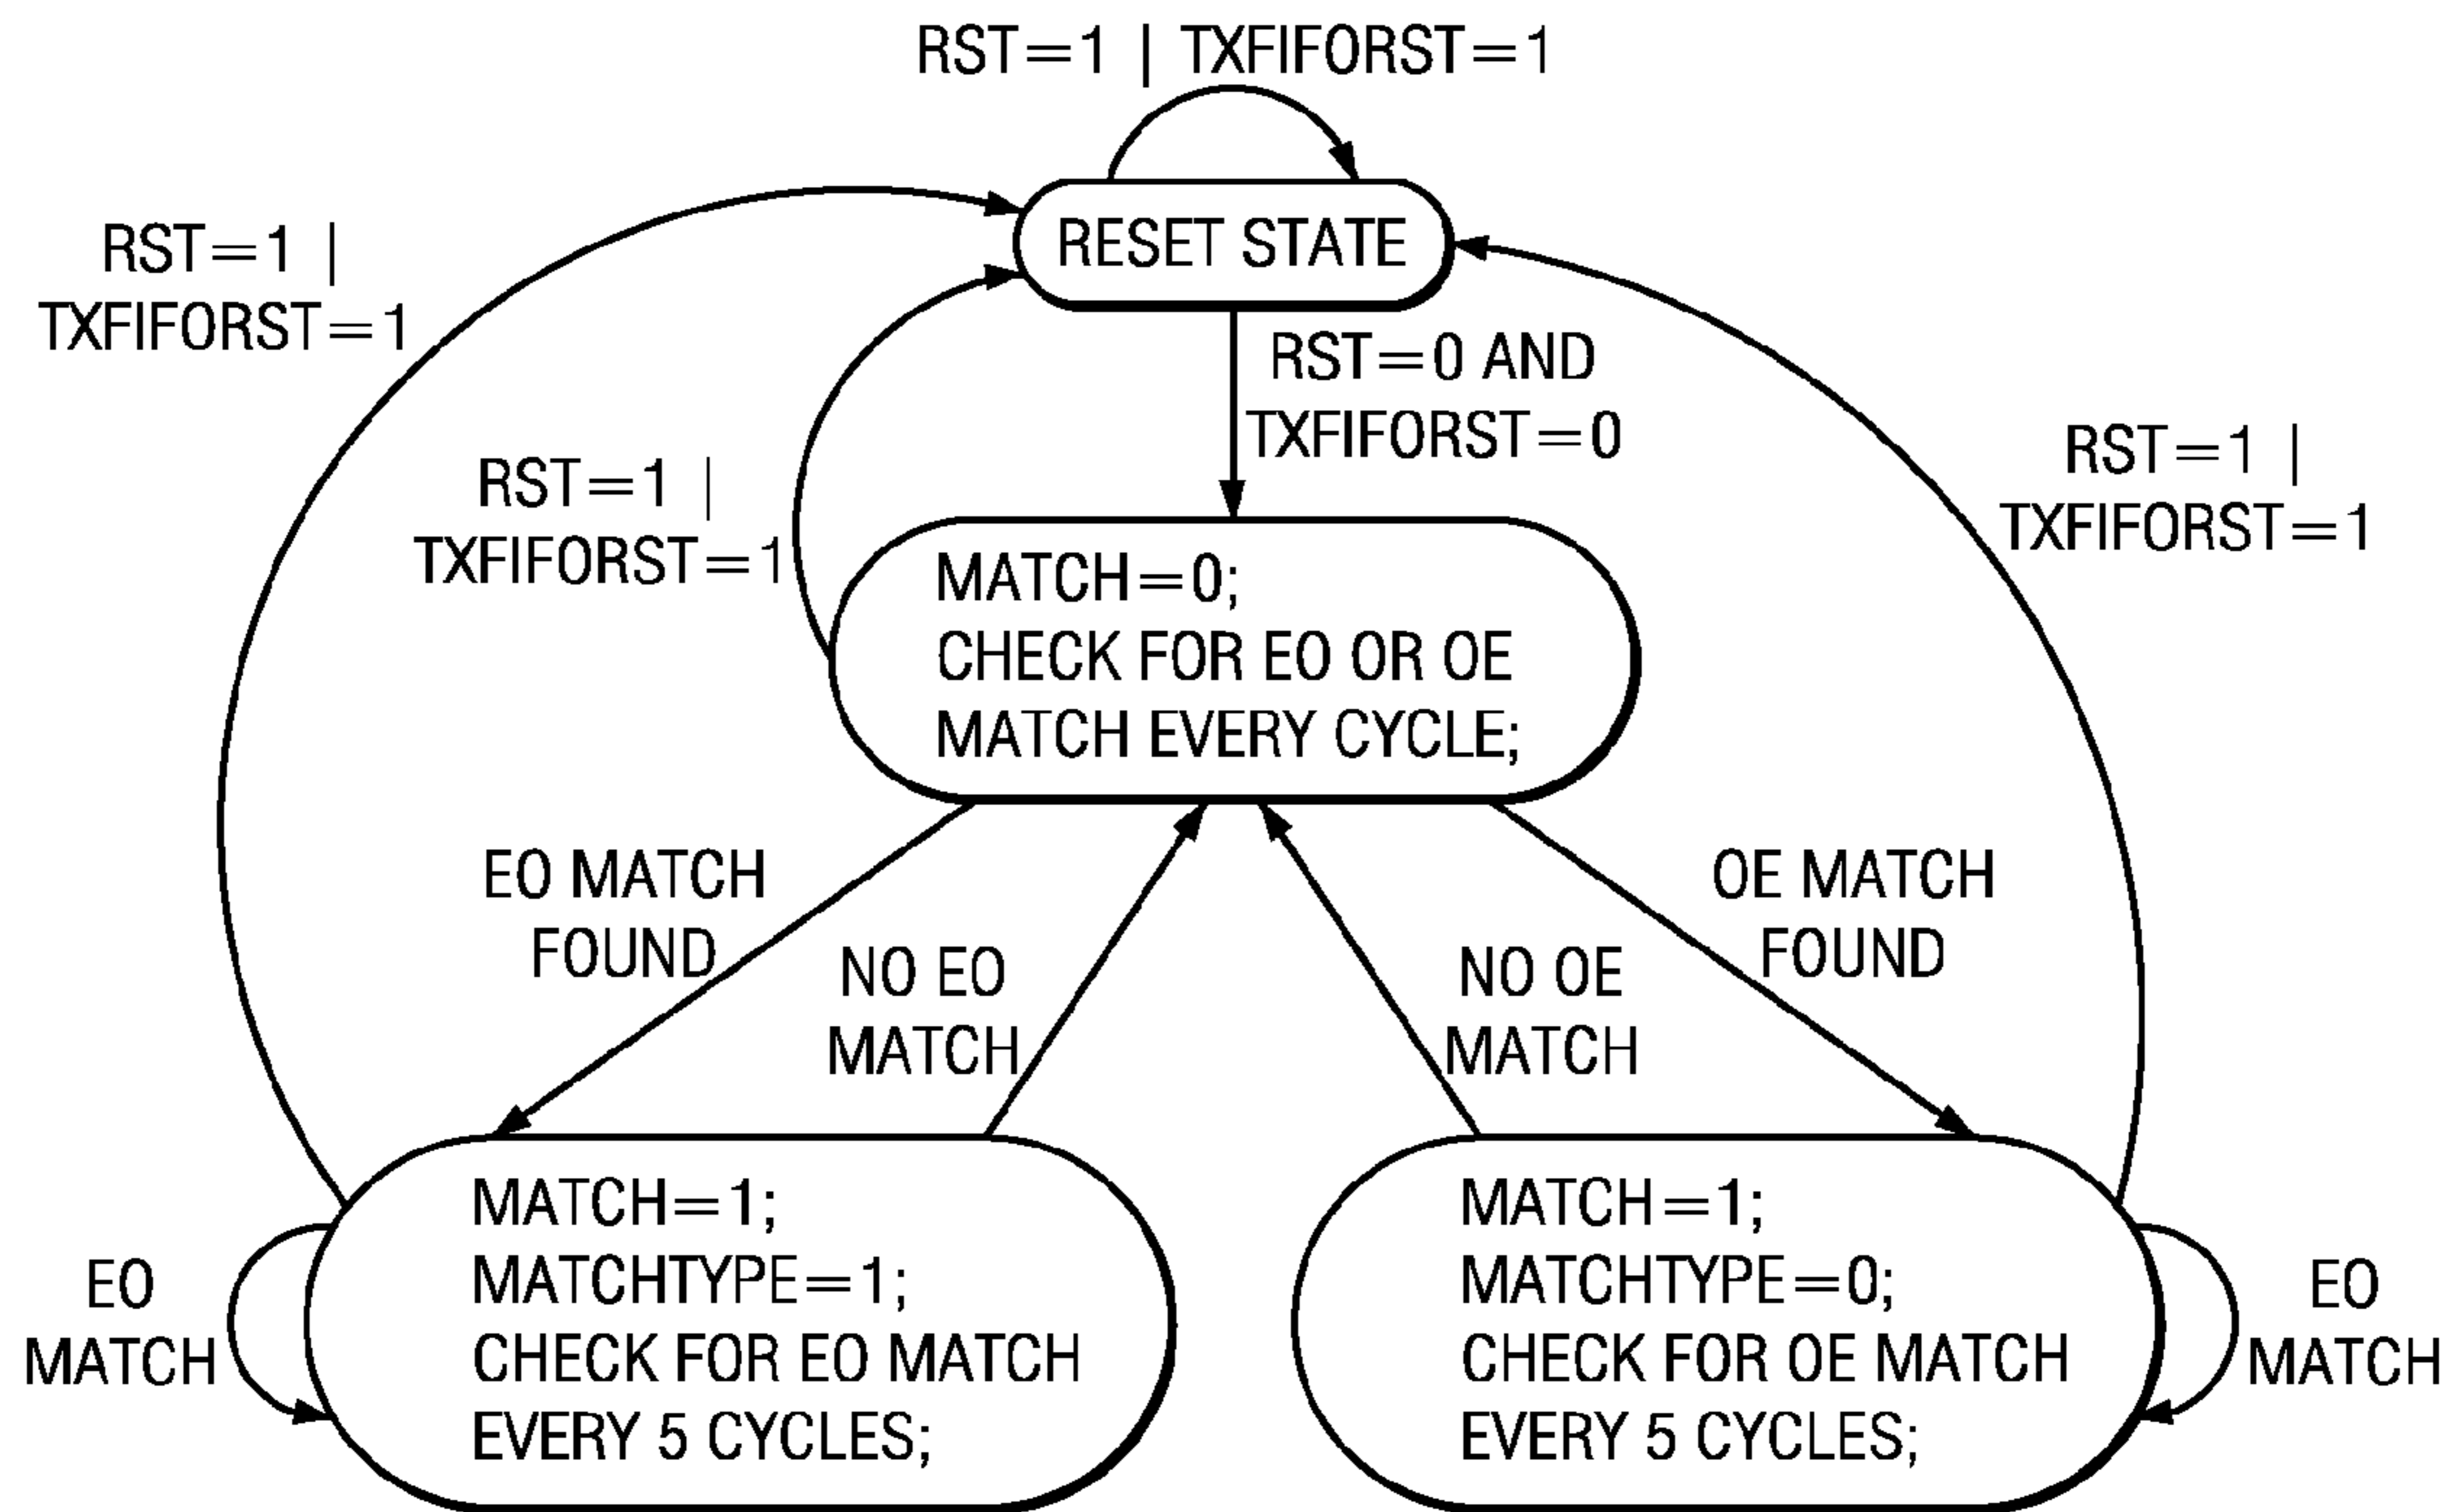 RST=1 | TXFIFORST=1
RESET STATE
RST=1 |
TXFIFORST=1
RST=0 AND
TXFIFORST=0
RST=1 |
TXFIFORST=1
RST=1 |
TXFIFORST=1
MATCH=0;
CHECK FOR EO OR OE
MATCH EVERY CYCLE;
EO MATCH
FOUND
NO EO
MATCH
NO OE
MATCH
OE MATCH
FOUND
EO
MATCH
MATCH=1;
MATCHTYPE=1;
CHECK FOR EO MATCH
EVERY 5 CYCLES;
MATCH=1;
MATCHTYPE=0;
CHECK FOR OE MATCH
EVERY 5 CYCLES;
EO
MATCH